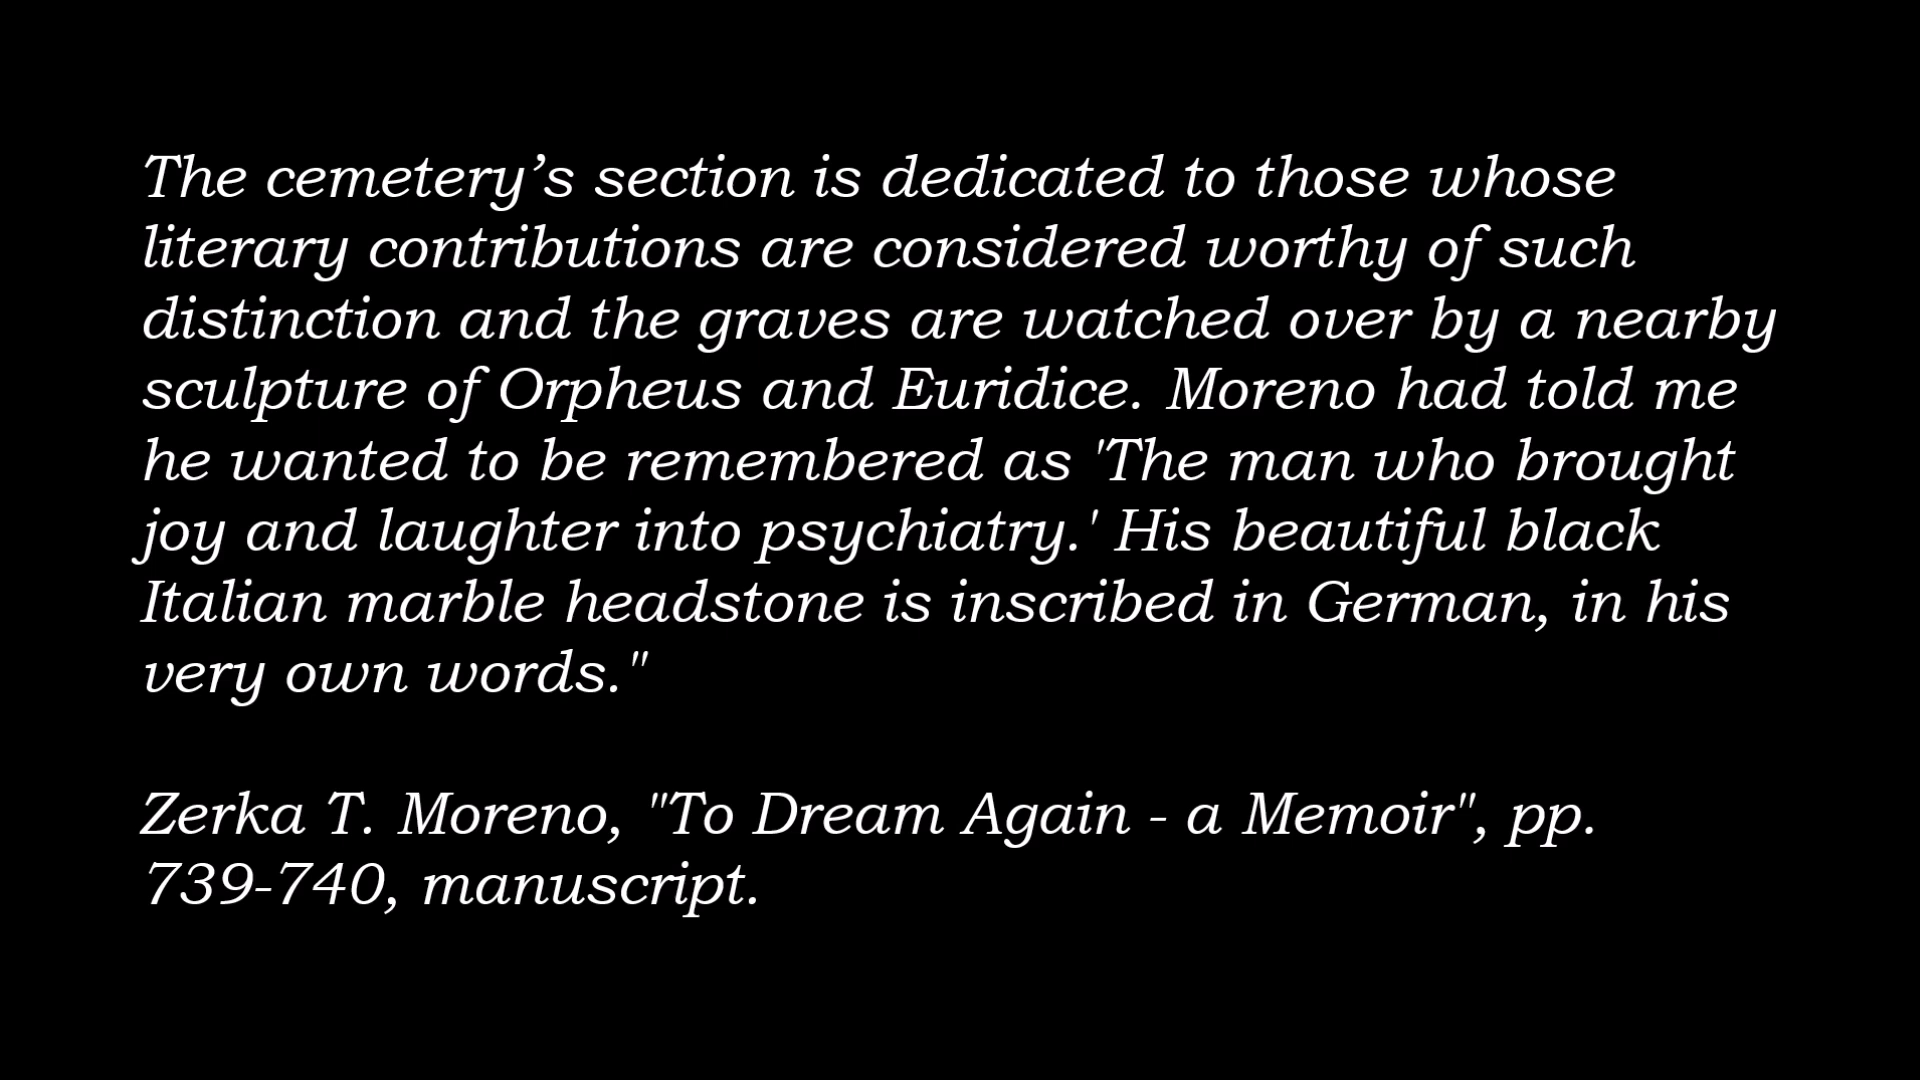 The cemetery’s section is dedicated to those whose
literary contributions are considered worthy of such
distinction and the graves are watched over by a nearby
sculpture of Orpheus and Euridice. Moreno had told me
he wanted to be remembered as 'The man who brought
joy and laughter into psychiatry.' His beautiful black
Italian marble headstone is inscribed in German, in his
very own words."
Zerka T. Moreno, "To Dream Again - a Memoir", pp.
739-740, manuscript.